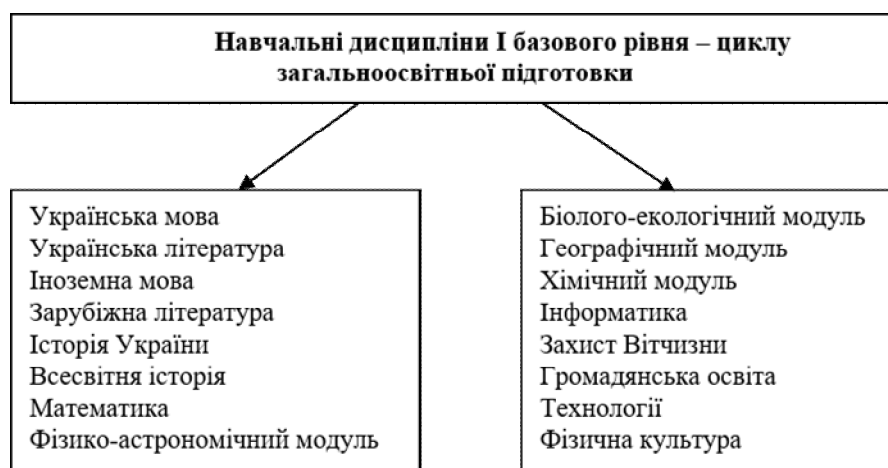 Навчальні дисципліни І базового рівня – циклу
загальноосвітньої підготовки
Українська мова
Українська література
Іноземна мова
Зарубіжна література
Історія України
Всесвітня історія
Математика
Фізико-астрономічний модуль
Біолого-екологічний модуль
Географічний модуль
Хімічний модуль
Інформатика
Захист Вітчизни
Громадянська освіта
Технології
Фізична культура